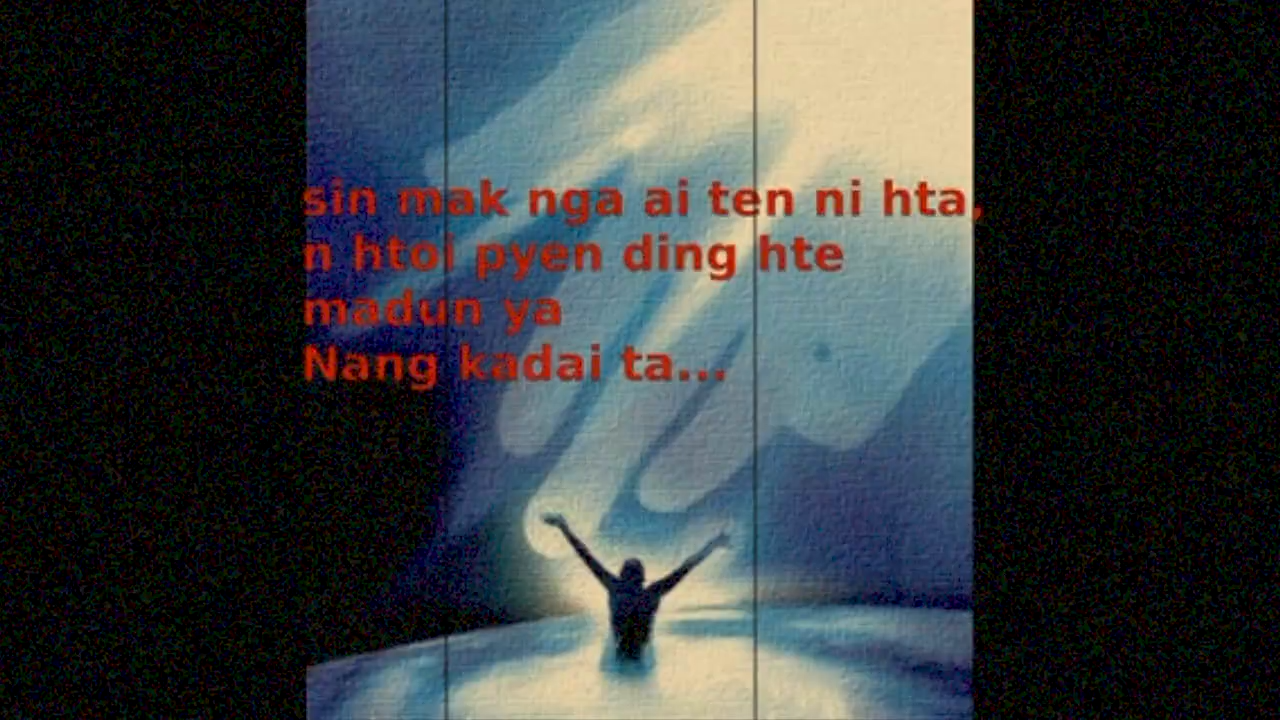 sin mak nga ai ten ni hta,
n htoi pyen ding hte
madun ya
Nang kadai ta...